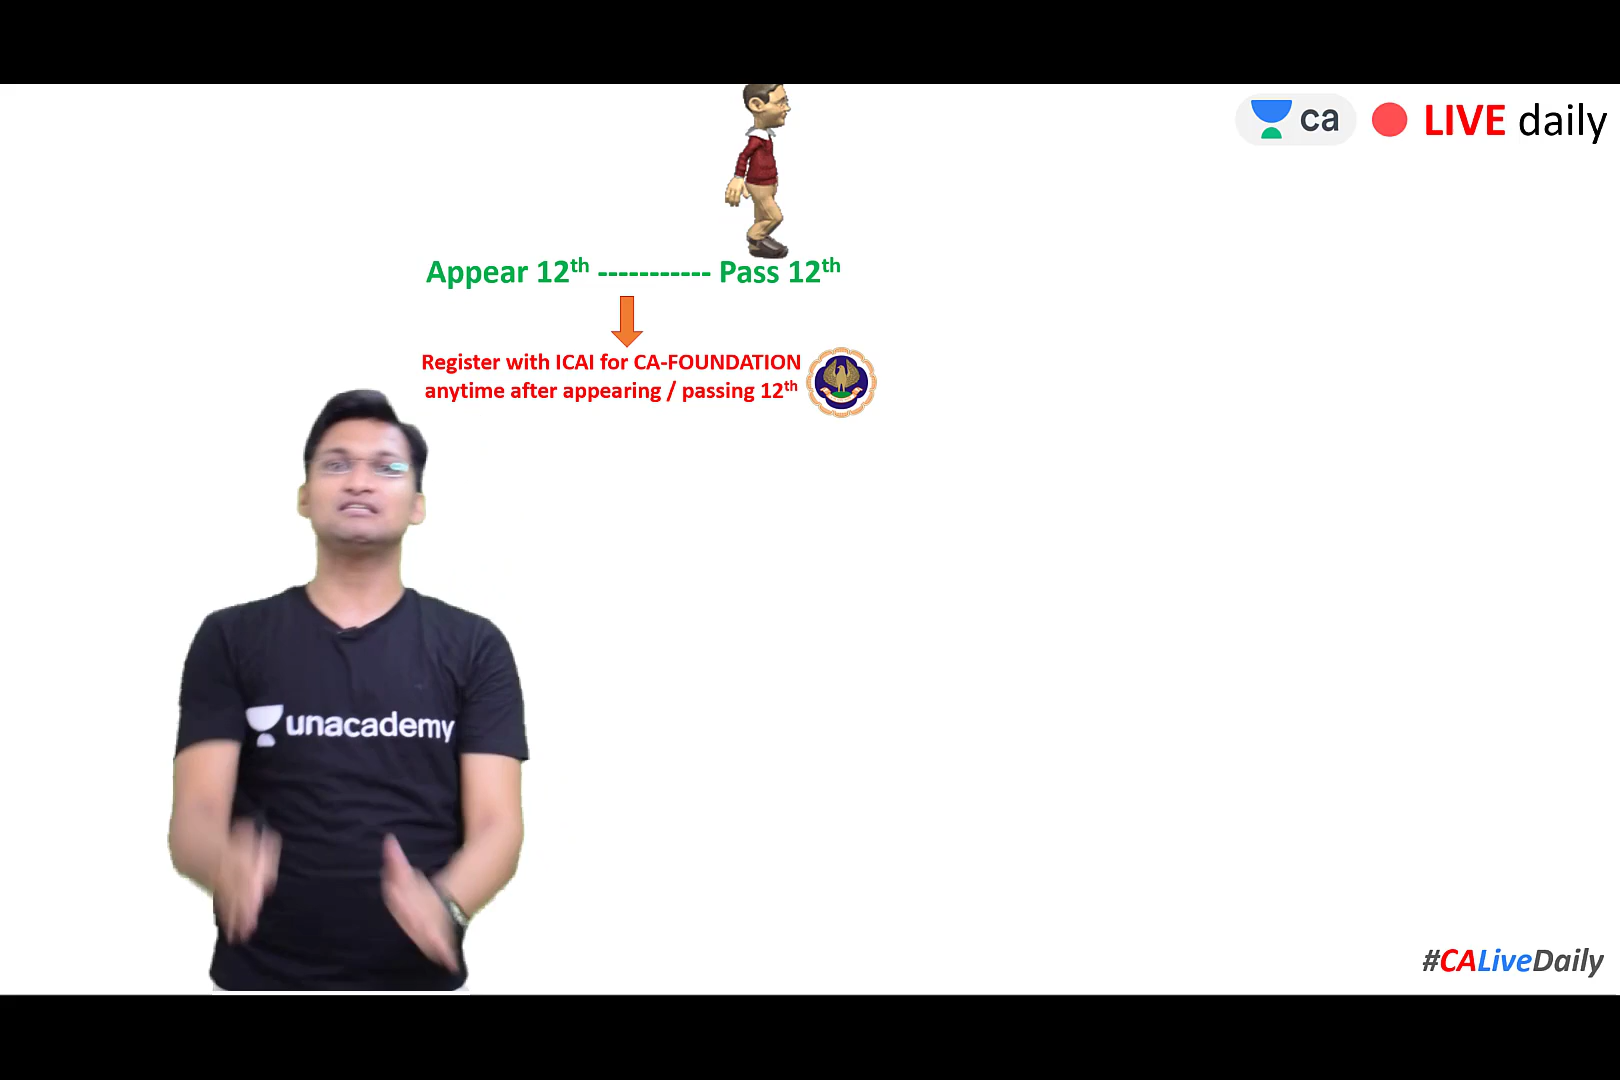 ca LIVE daily
Appear 12th ----------- Pass 12th
Register with ICAI for CA-FOUNDATION
anytime after appearing / passing 12th
unacademy
#CALiveDaily